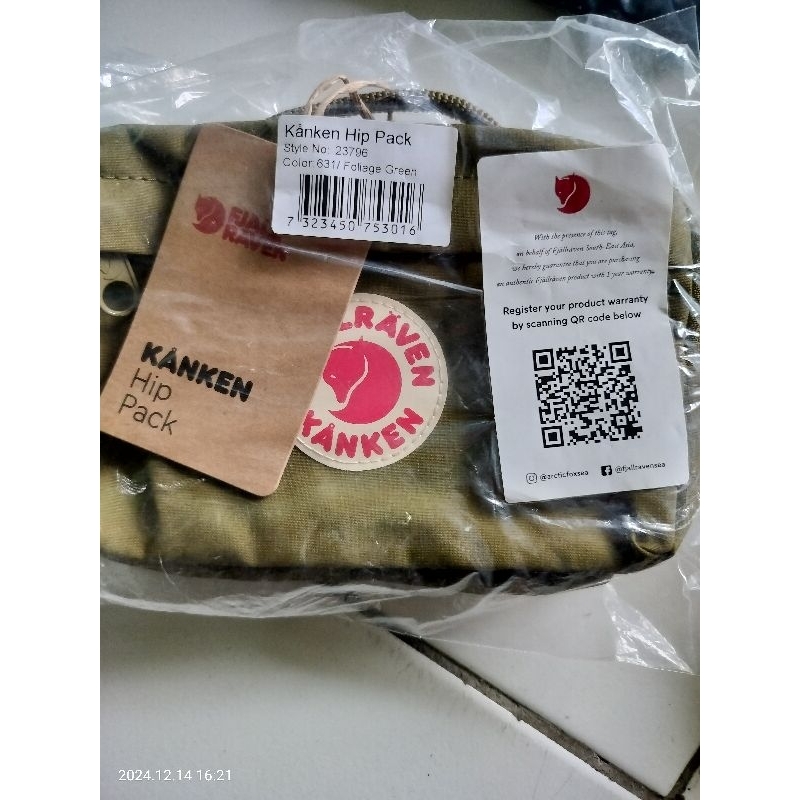 Kånken Hip Pack
Style No: 23796
Color: 631/ Foliage Green
7 323450 753016
FJÄLL
RÄVEN
KÅNKEN
Hip
Pack
LRÄVEN
KÅNKEN
With the presence of this tag,
on behalf of Fjällräven South-East Asia,
we hereby guarantee that you are purchasing
an authentic Fjällräven product with 1 year warranty.
Register your product warranty
by scanning QR code below
@arcticfoxsea
@fjallravensea
2024.12.14 16:21